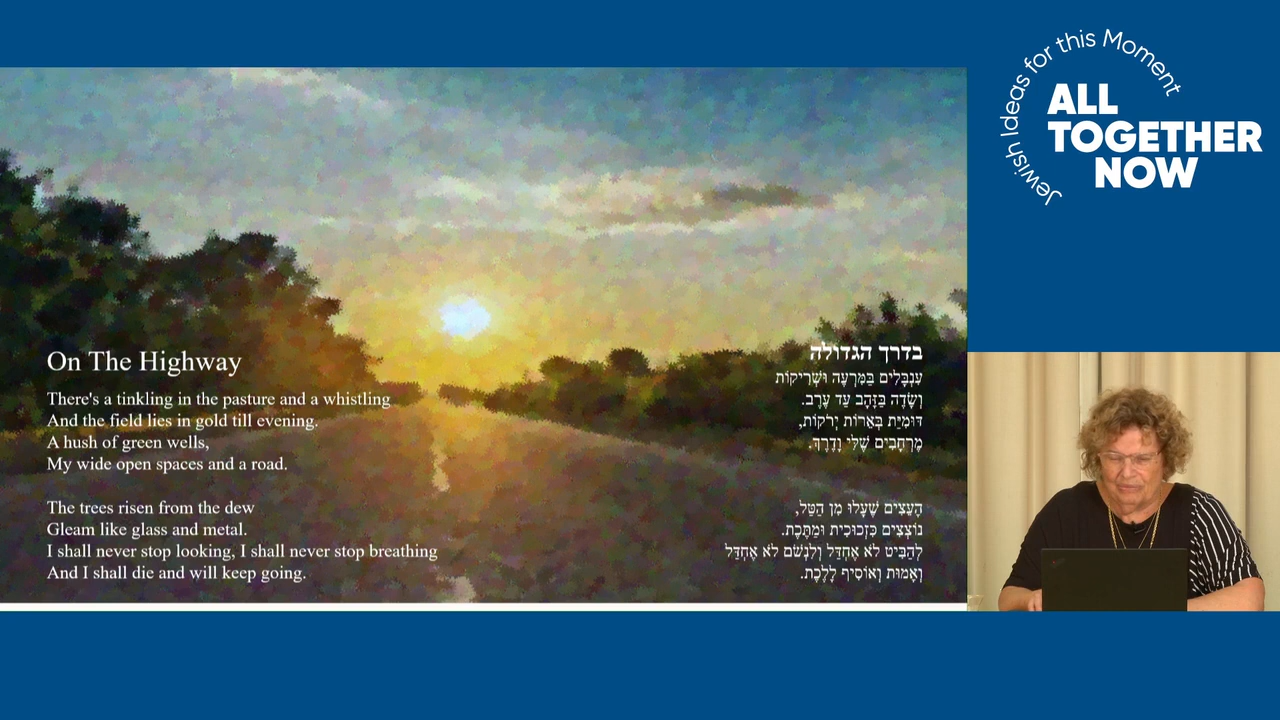 Jewish Ideas for this Moment
ALL
TOGETHER
NOW
On The Highway
There's a tinkling in the pasture and a whistling
And the field lies in gold till evening.
A hush of green wells,
My wide open spaces and a road.
The trees risen from the dew
Gleam like glass and metal.
I shall never stop looking, I shall never stop breathing
And I shall die and will keep going.
בדרך הגדולה
עִנְבָּלִים בַּמִּרְעֶה וּשְׁרִיקוֹת
וְשָׂדֶה בַּזָּהָב עַד עֶרֶב.
דּוּמִיַּת בְּאֵרוֹת יְרֻקּוֹת,
מֶרְחָבִים שֶׁלִּי וָדֶרֶךְ.
הָעֵצִים שֶׁעָלוּ מִן הַטַּל,
נוֹצְצִים כִּזְכוּכִית וּמַתֶּכֶת.
לְהַבִּיט לֹא אֶחְדַּל וְלִנְשֹׁם לֹא אֶחְדַּל
וְאָמוּת וְאוֹסִיף לָלֶכֶת.